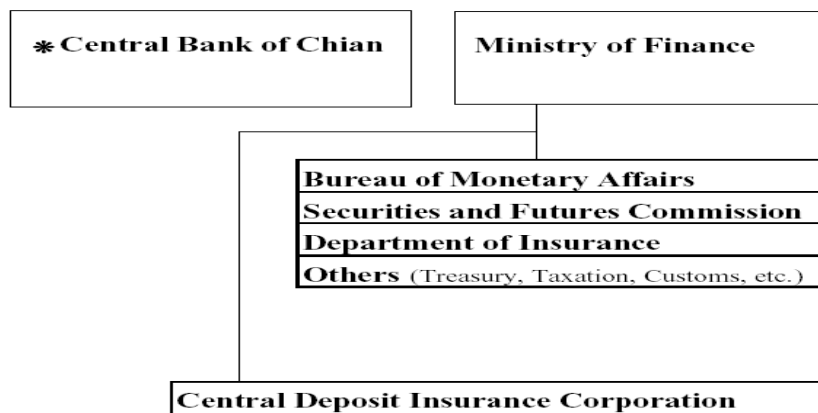 * Central Bank of Chian
Ministry of Finance
Bureau of Monetary Affairs
Securities and Futures Commission
Department of Insurance
Others (Treasury, Taxation, Customs, etc.)
Central Deposit Insurance Corporation